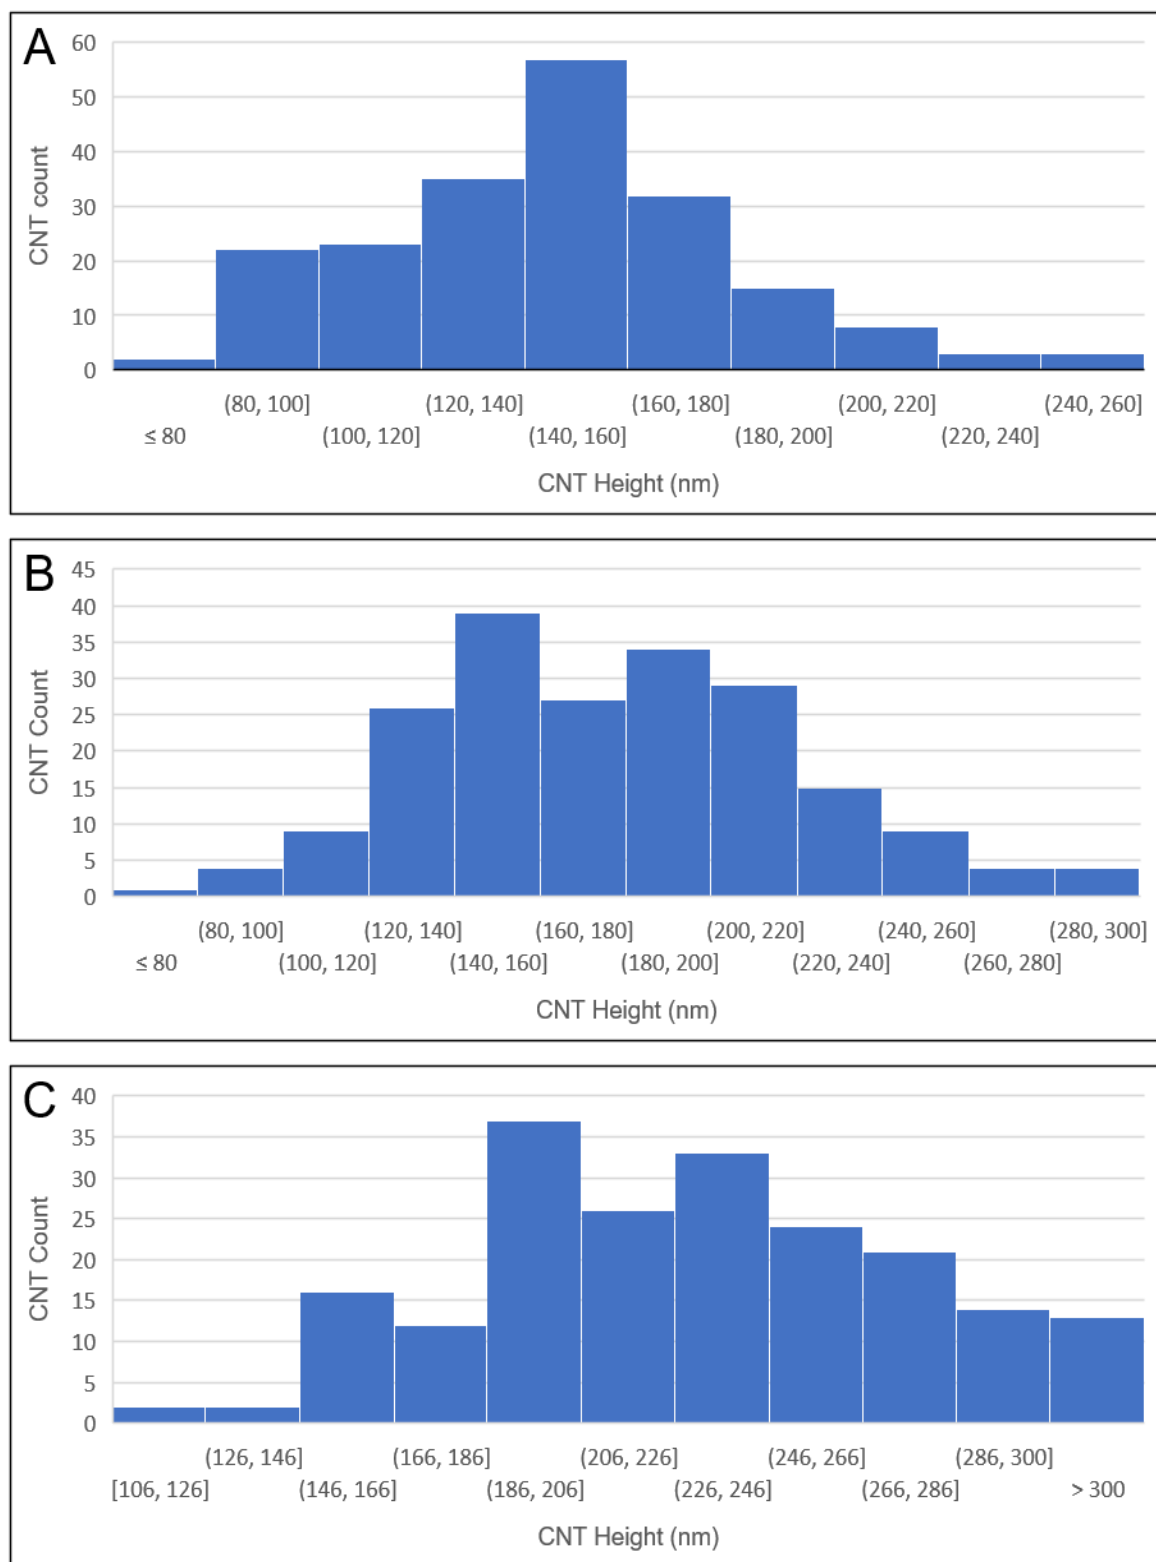 A
60
50
40
30
20
10
0
CNT count
(80, 100] (120, 140] (160, 180] (200, 220] (240, 260]
≤ 80 (100, 120] (140, 160] (180, 200] (220, 240]
CNT Height (nm)
B
45
40
35
30
25
20
15
10
5
0
CNT Count
(80, 100] (120, 140] (160, 180] (200, 220] (240, 260] (280, 300]
≤ 80 (100, 120] (140, 160] (180, 200] (220, 240] (260, 280]
CNT Height (nm)
C
40
35
30
25
20
15
10
5
0
CNT Count
(126, 146] (166, 186] (206, 226] (246, 266] (286, 300]
[106, 126] (146, 166] (186, 206] (226, 246] (266, 286] > 300
CNT Height (nm)